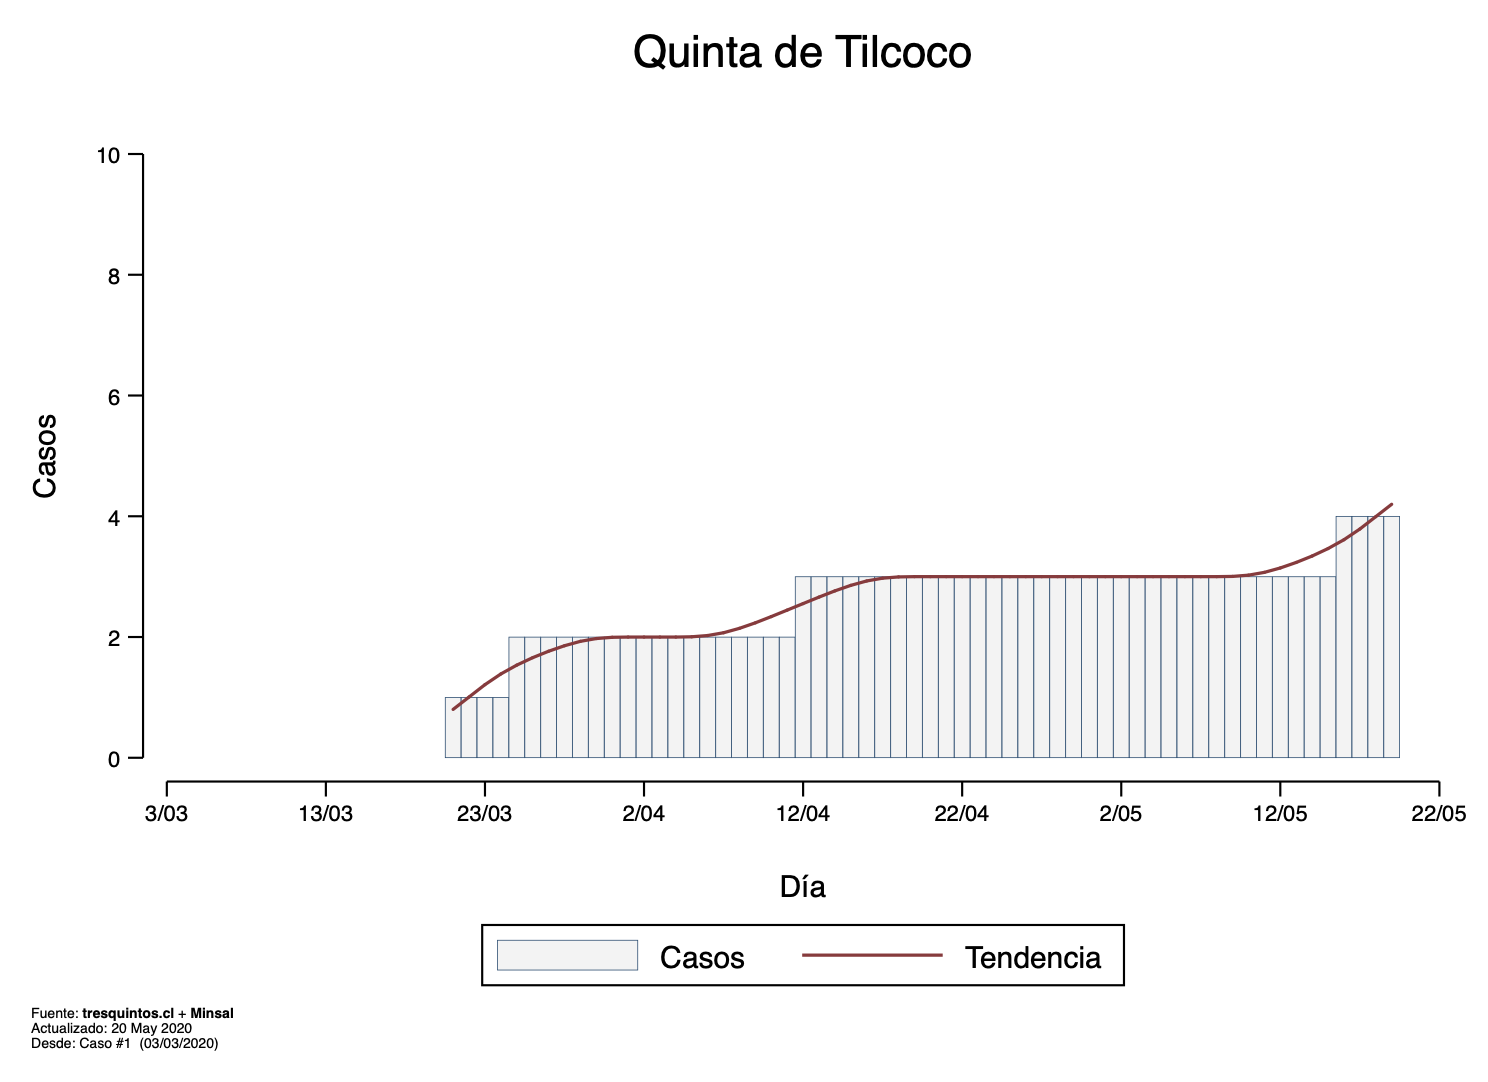 Quinta de Tilcoco
10
8
6
4
2
0
Casos
3/03 13/03 23/03 2/04 12/04 22/04 2/05 12/05 22/05
Día
Casos Tendencia
Fuente: tresquintos.cl + Minsal
Actualizado: 20 May 2020
Desde: Caso #1 (03/03/2020)